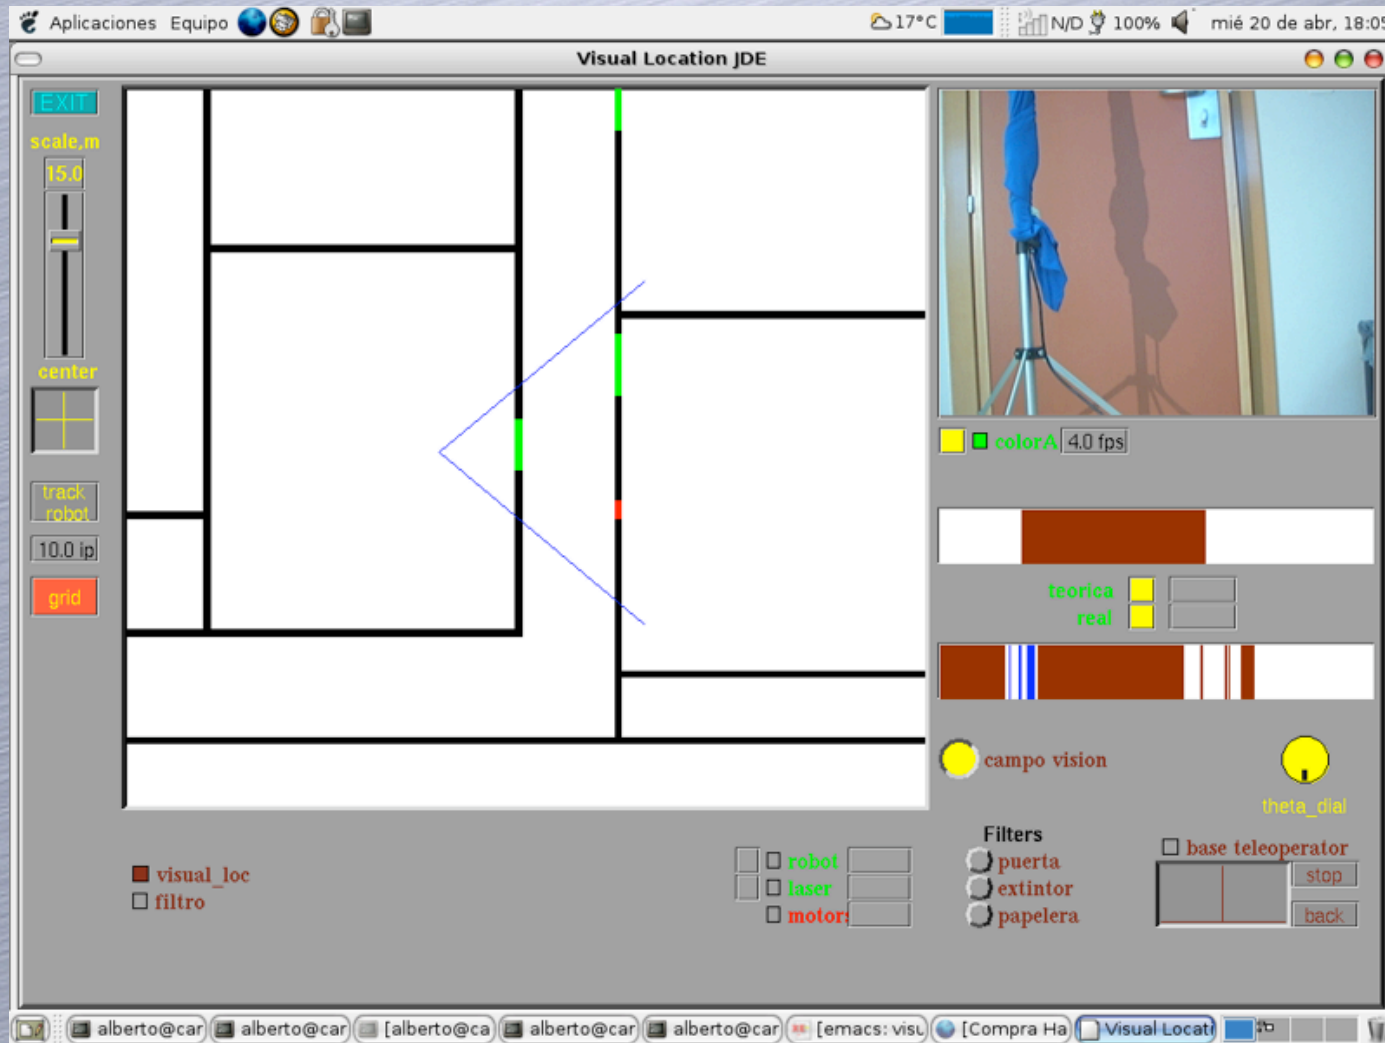 Aplicaciones Equipo 17°C N/D 100% mié 20 de abr, 18:05
Visual Location JDE
EXIT
scale,m
15.0
center
track
robot
10.0 ip
grid
colorA 4.0 fps
teorica
real
campo vision
theta_dial
visual_loc
filtro
robot
laser
motors
Filters
puerta
extintor
papelera
base teleoperator
stop
back
alberto@car alberto@car [alberto@ca alberto@car alberto@car [emacs: visu [Compra Ha Visual Locati